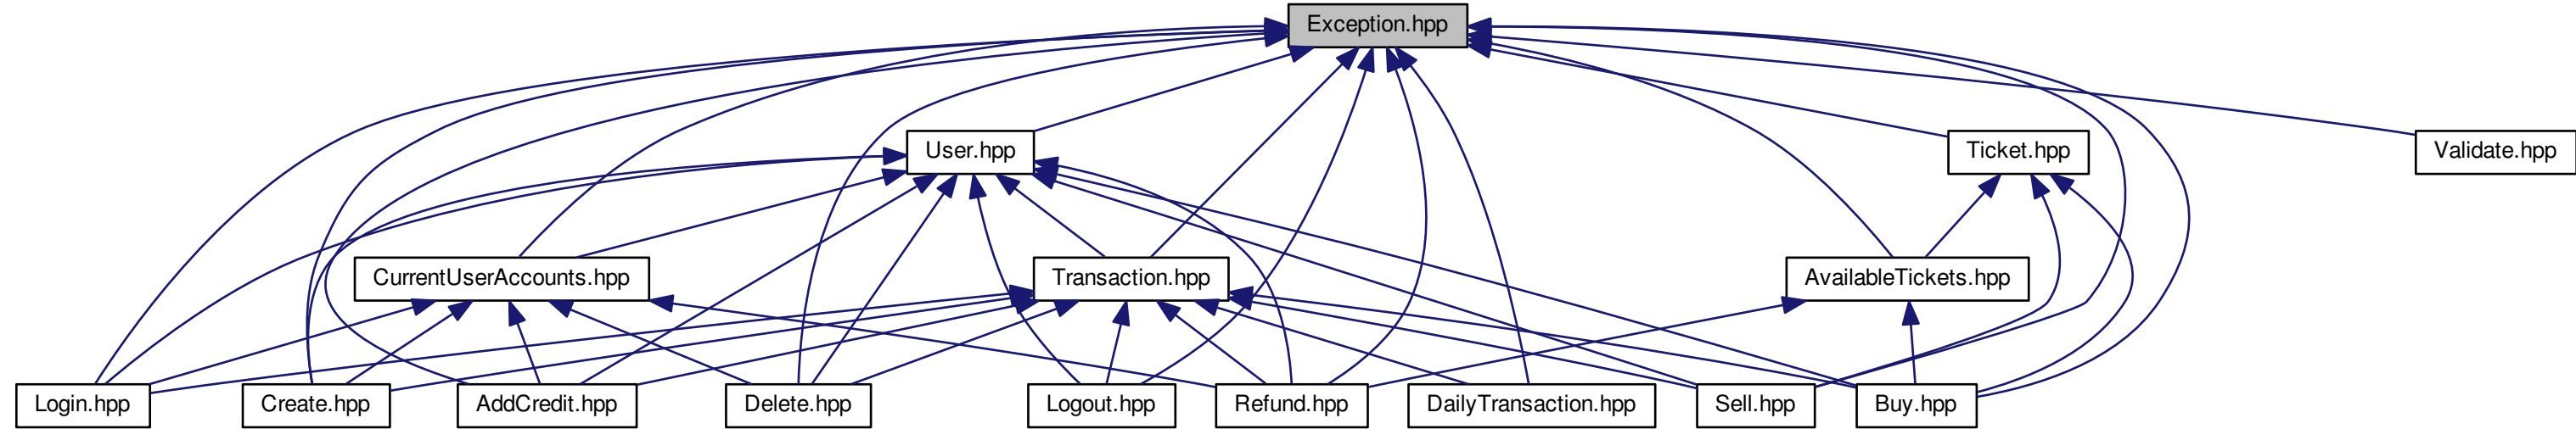 Exception.hpp
User.hpp
Ticket.hpp
Validate.hpp
CurrentUserAccounts.hpp
Transaction.hpp
AvailableTickets.hpp
Login.hpp
Create.hpp
AddCredit.hpp
Delete.hpp
Logout.hpp
Refund.hpp
DailyTransaction.hpp
Sell.hpp
Buy.hpp